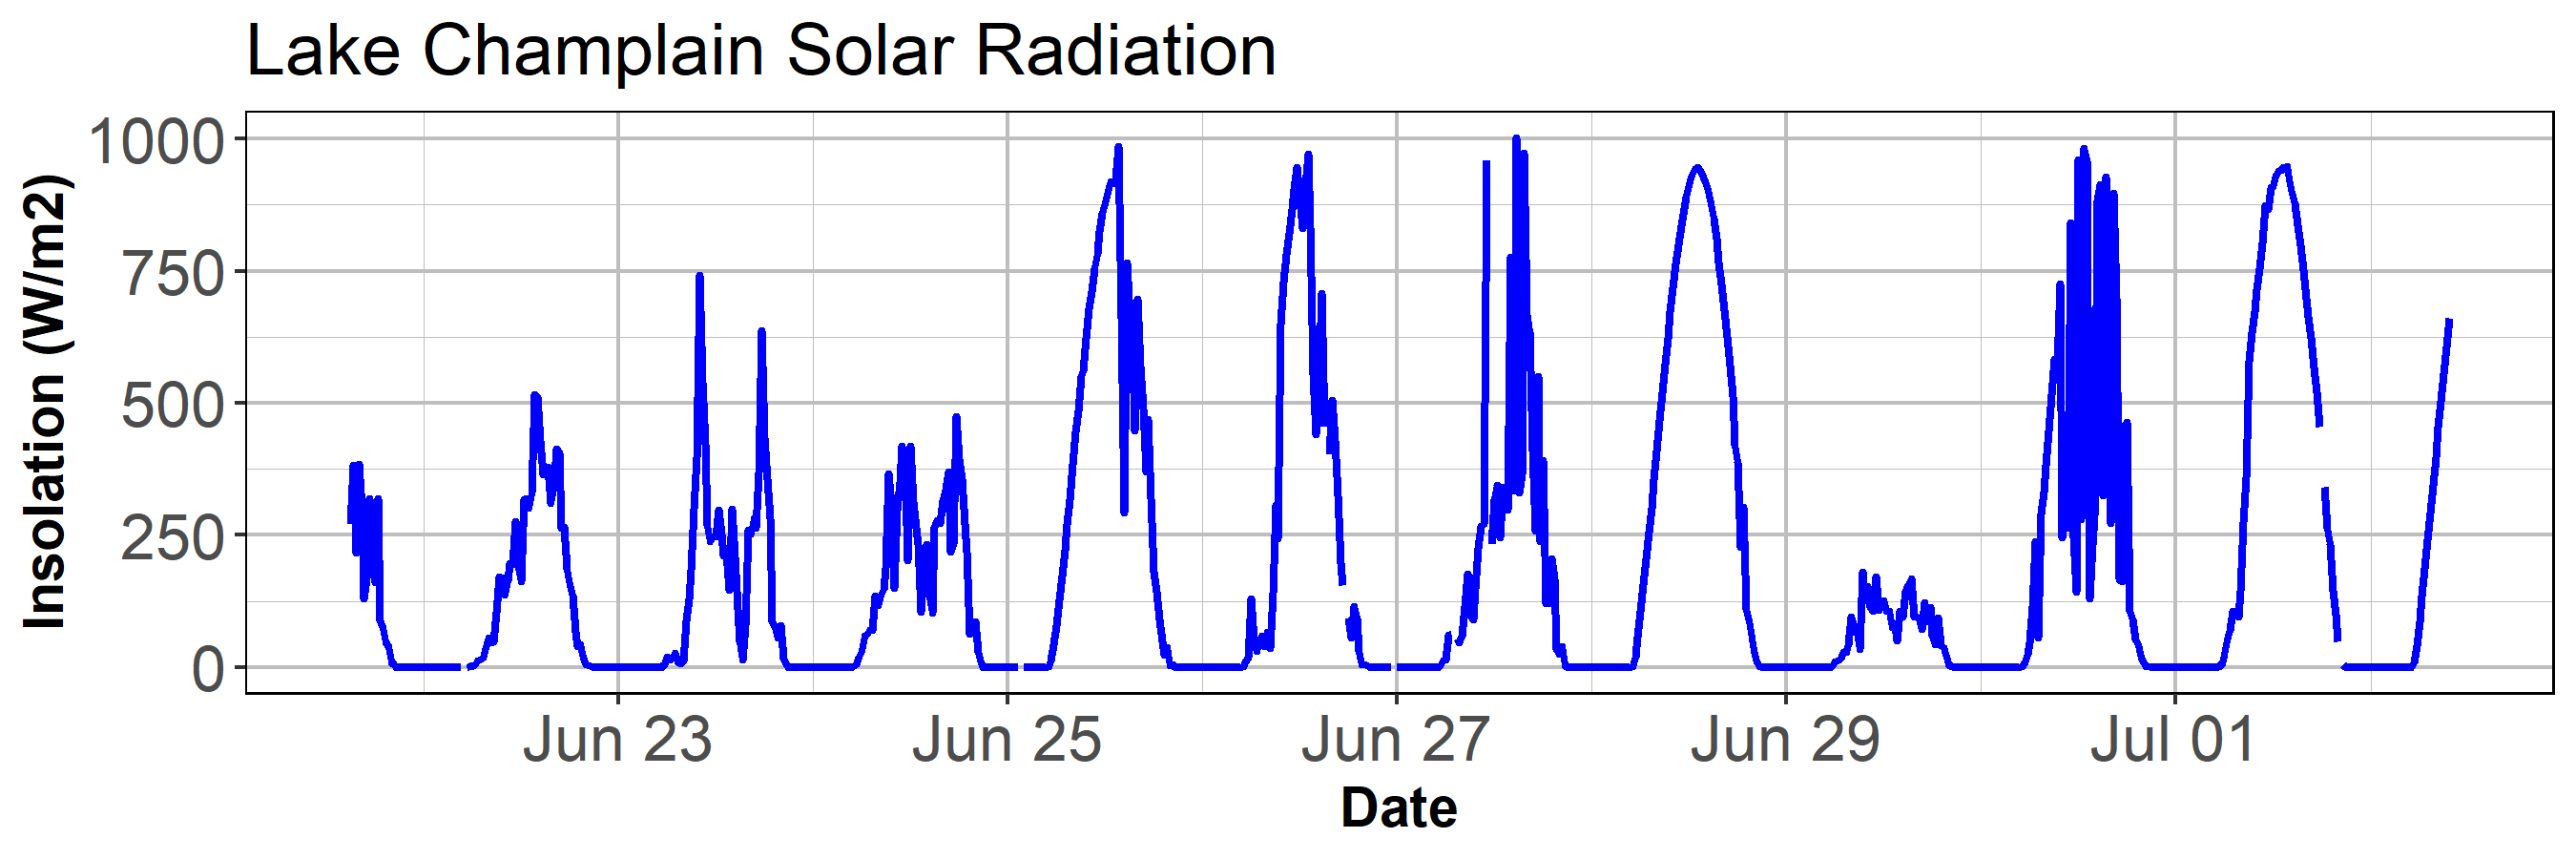 Lake Champlain Solar Radiation
Insolation (W/m2)
1000
750
500
250
0
Jun 23 Jun 25 Jun 27 Jun 29 Jul 01
Date